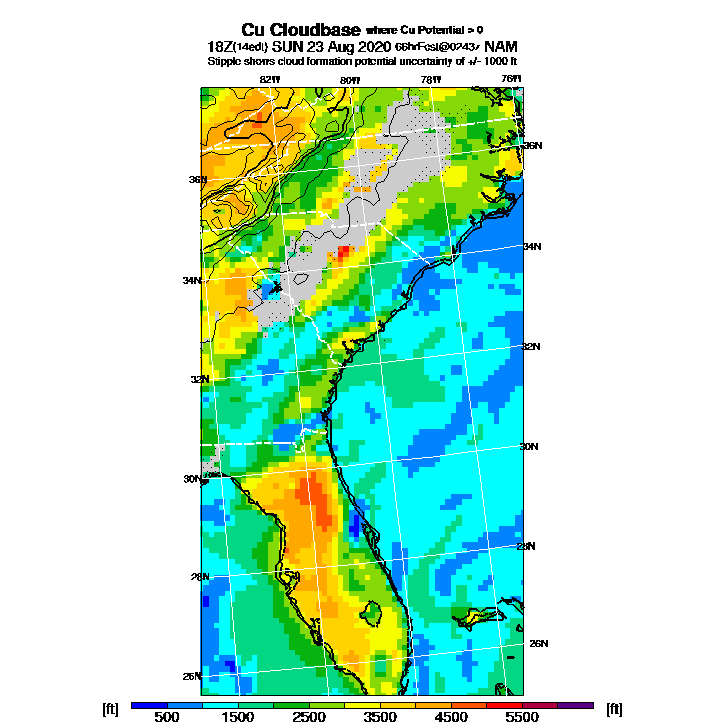 Cu Cloudbase where Cu Potential > 0
18Z(14edt) SUN 23 Aug 2020 66hrFcst@0243z NAM
Stipple shows cloud formation potential uncertainty of +/- 1000 ft
82W 80W 78W 76W
36N 36N
34N 34N
32N 32N
30N 30N
28N 28N
26N 26N
[ft] 500 1500 2500 3500 4500 5500 [ft]